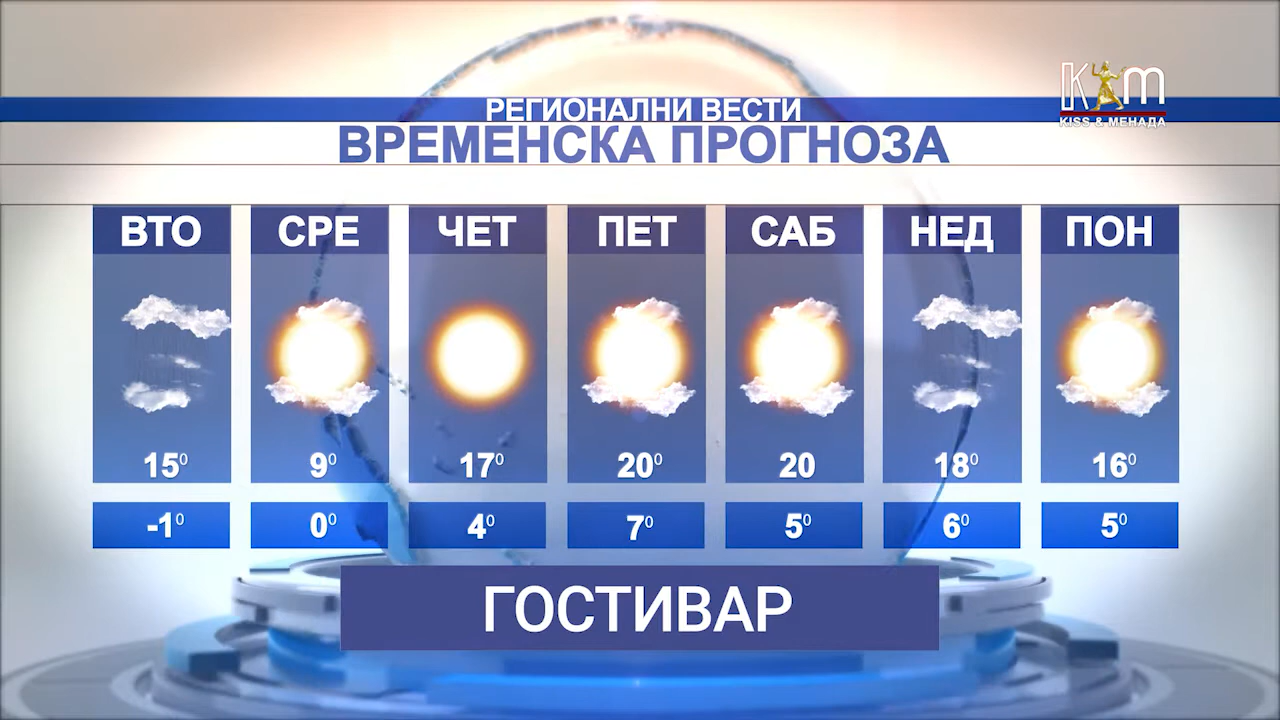 KM
KISS & МЕНАДА
РЕГИОНАЛНИ ВЕСТИ
ВРЕМЕНСКА ПРОГНОЗА
ВТО СРЕ ЧЕТ ПЕТ САБ НЕД ПОН
15⁰ 9⁰ 17⁰ 20⁰ 20 18⁰ 16⁰
-1⁰ 0⁰ 4⁰ 7⁰ 5⁰ 6⁰ 5⁰
ГОСТИВАР